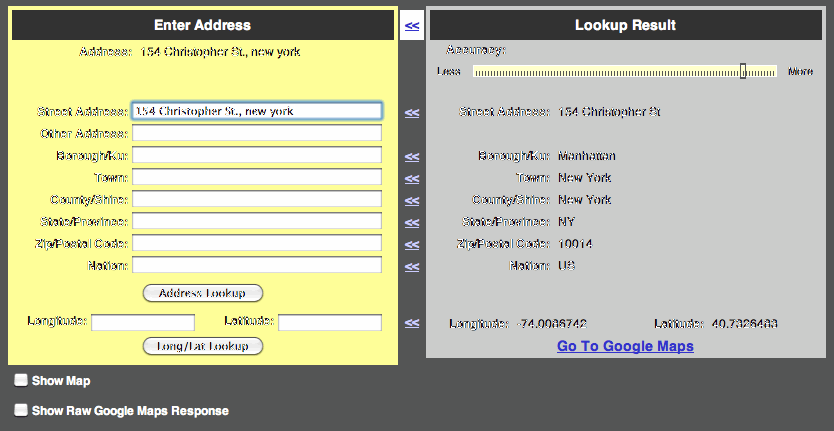 Enter Address
<<
Lookup Result
Address: 154 Christopher St., new york
Accuracy:
Less
More
Street Address: 154 Christopher St., new york
<<
Street Address: 154 Christopher St
Other Address:
Borough/Ku:
<<
Borough/Ku: Manhattan
Town:
<<
Town: New York
County/Shire:
<<
County/Shire: New York
State/Province:
<<
State/Province: NY
Zip/Postal Code:
<<
Zip/Postal Code: 10014
Nation:
<<
Nation: US
Address Lookup
Longitude:
Latitude:
<<
Longitude: -74.0086742
Latitude: 40.7326483
Long/Lat Lookup
Go To Google Maps
Show Map
Show Raw Google Maps Response